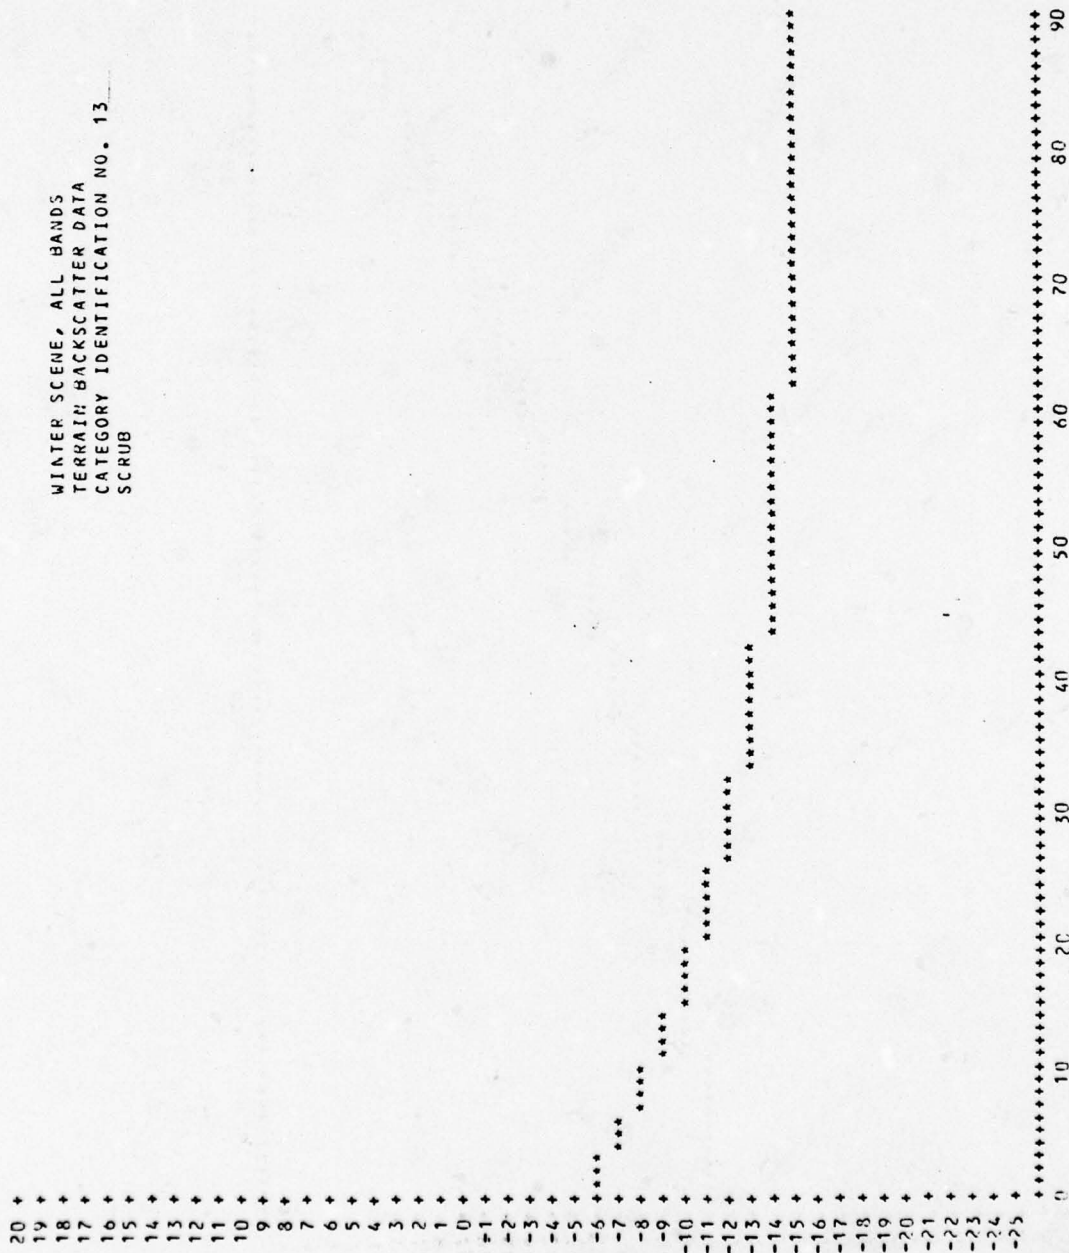 WINTER SCENE, ALL BANDS
TERRAIN BACKSCATTER DATA
CATEGORY IDENTIFICATION NO. 13
SCRUB
20 +
19 +
18 +
17 +
16 +
15 +
14 +
13 +
12 +
11 +
10 +
9 +
8 +
7 +
6 +
5 +
4 +
3 +
2 +
1 +
0 +
-1 +
-2 +
-3 +
-4 +
-5 +
-6 +***
-7 + ***
-8 + ****
-9 + ****
-10 + *****
-11 + ******
-12 + *******
-13 + **********
-14 + *******************
-15 + *****************************
-16 +
-17 +
-18 +
-19 +
-20 +
-21 +
-22 +
-23 +
-24 +
-25 +
+++++++++++++++++++++++++++++++++++++++++++++++++++++++++++++++++++++++++++++++++++++++++++
0 10 20 30 40 50 60 70 80 90